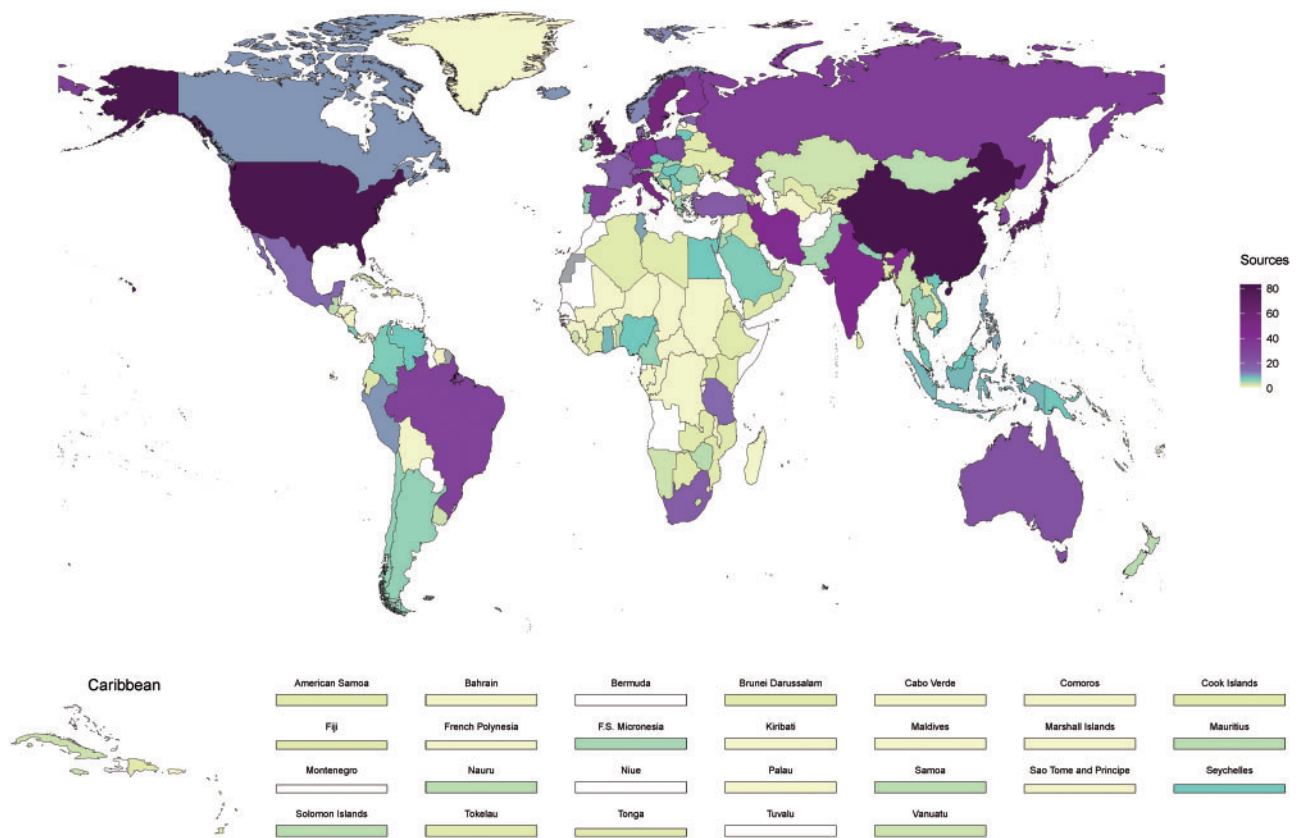 Sources
80
60
40
20
0
Caribbean
American Samoa
Bahrain
Bermuda
Brunei Darussalam
Cabo Verde
Comoros
Cook Islands
Fiji
French Polynesia
F.S. Micronesia
Kiribati
Maldives
Marshall Islands
Mauritius
Montenegro
Nauru
Niue
Palau
Samoa
Sao Tome and Principe
Seychelles
Solomon Islands
Tokelau
Tonga
Tuvalu
Vanuatu